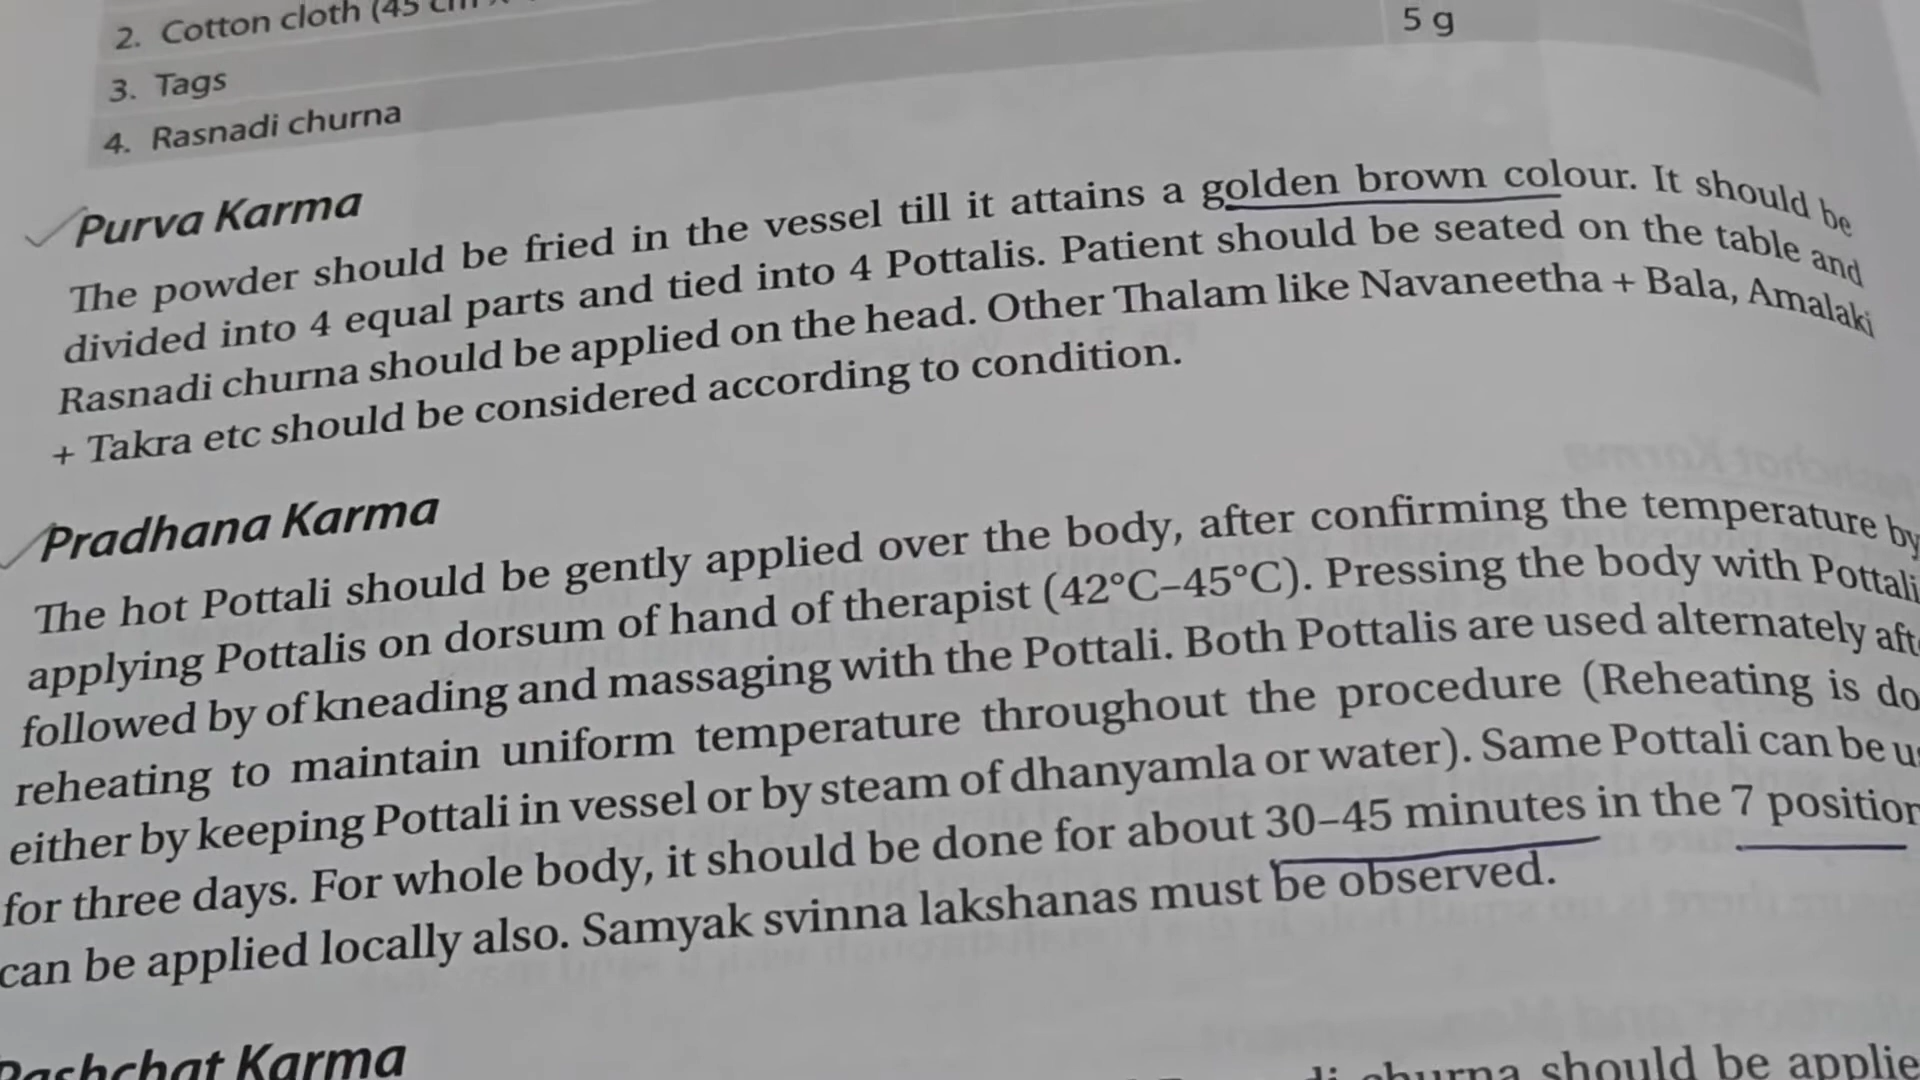 2. Cotton cloth (45 cm
3. Tags
5 g
4. Rasnadi churna
Purva Karma
The powder should be fried in the vessel till it attains a golden brown colour. It should be
divided into 4 equal parts and tied into 4 Pottalis. Patient should be seated on the table and
Rasnadi churna should be applied on the head. Other Thalam like Navaneetha + Bala, Amalaki
+ Takra etc should be considered according to condition.
Pradhana Karma
The hot Pottali should be gently applied over the body, after confirming the temperature by
applying Pottalis on dorsum of hand of therapist (42°C–45°C). Pressing the body with Pottali
followed by of kneading and massaging with the Pottali. Both Pottalis are used alternately aft
reheating to maintain uniform temperature throughout the procedure (Reheating is do
either by keeping Pottali in vessel or by steam of dhanyamla or water). Same Pottali can be u
for three days. For whole body, it should be done for about 30–45 minutes in the 7 position
can be applied locally also. Samyak svinna lakshanas must be observed.
Pashchat Karma
churna should be applie